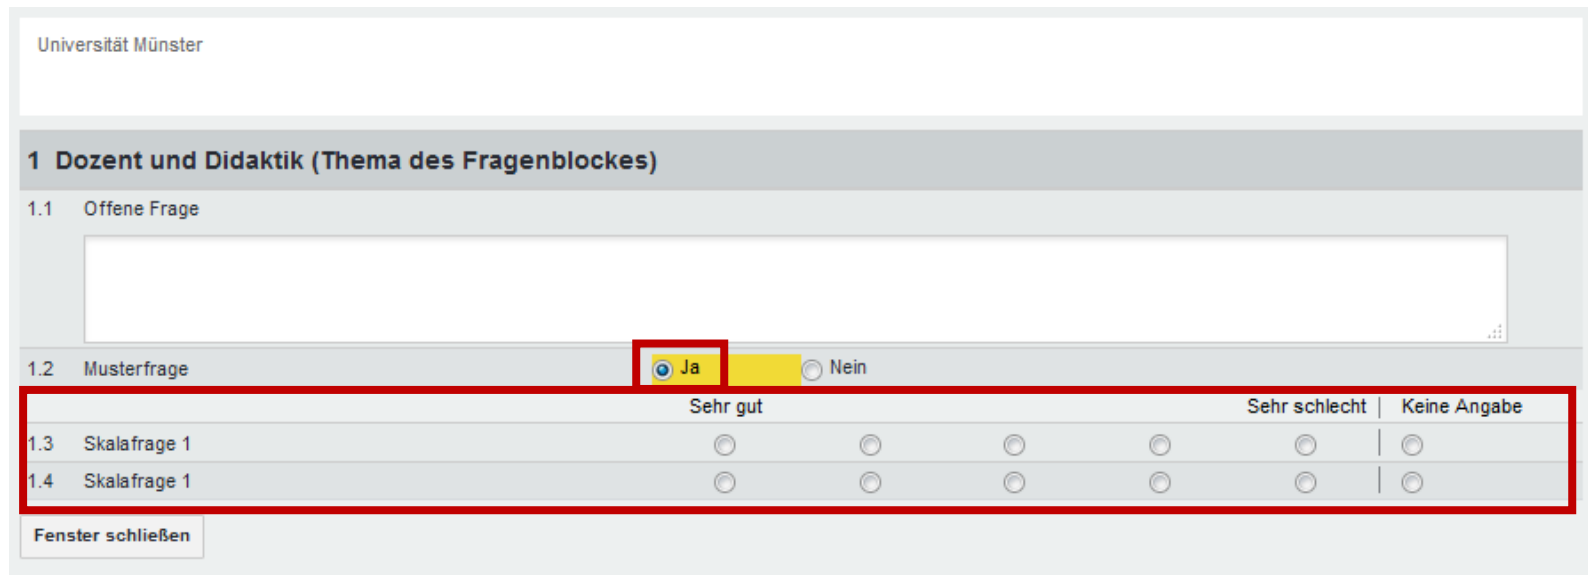 Universität Münster
1 Dozent und Didaktik (Thema des Fragenblockes)
1.1 Offene Frage
1.2 Musterfrage Ja Nein
Sehr gut Sehr schlecht Keine Angabe
1.3 Skalafrage 1
1.4 Skalafrage 1
Fenster schließen